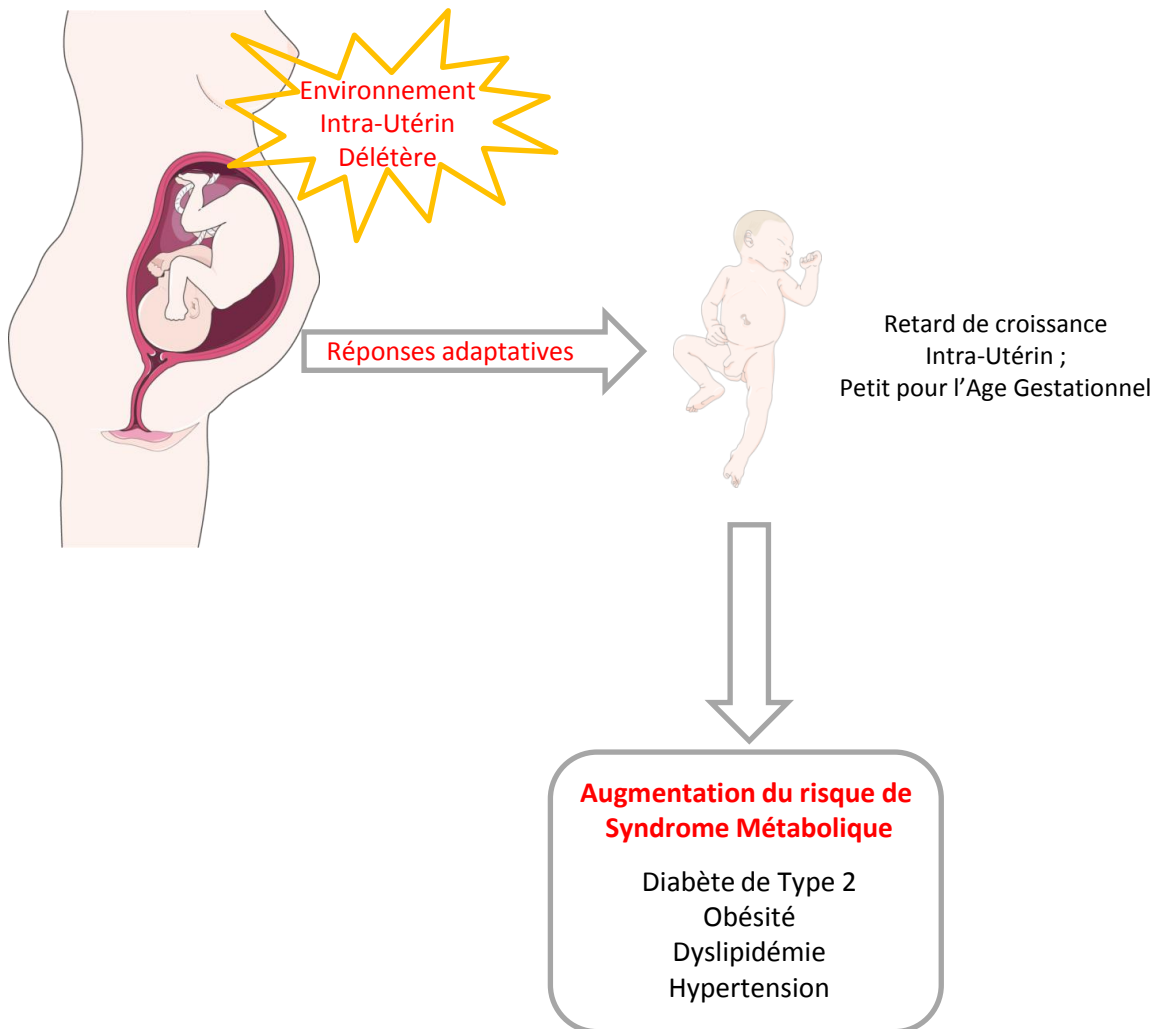 Environnement
Intra-Utérin
Délétère
Réponses adaptatives
Retard de croissance
Intra-Utérin ;
Petit pour l’Age Gestationnel
Augmentation du risque de
Syndrome Métabolique
Diabète de Type 2
Obésité
Dyslipidémie
Hypertension